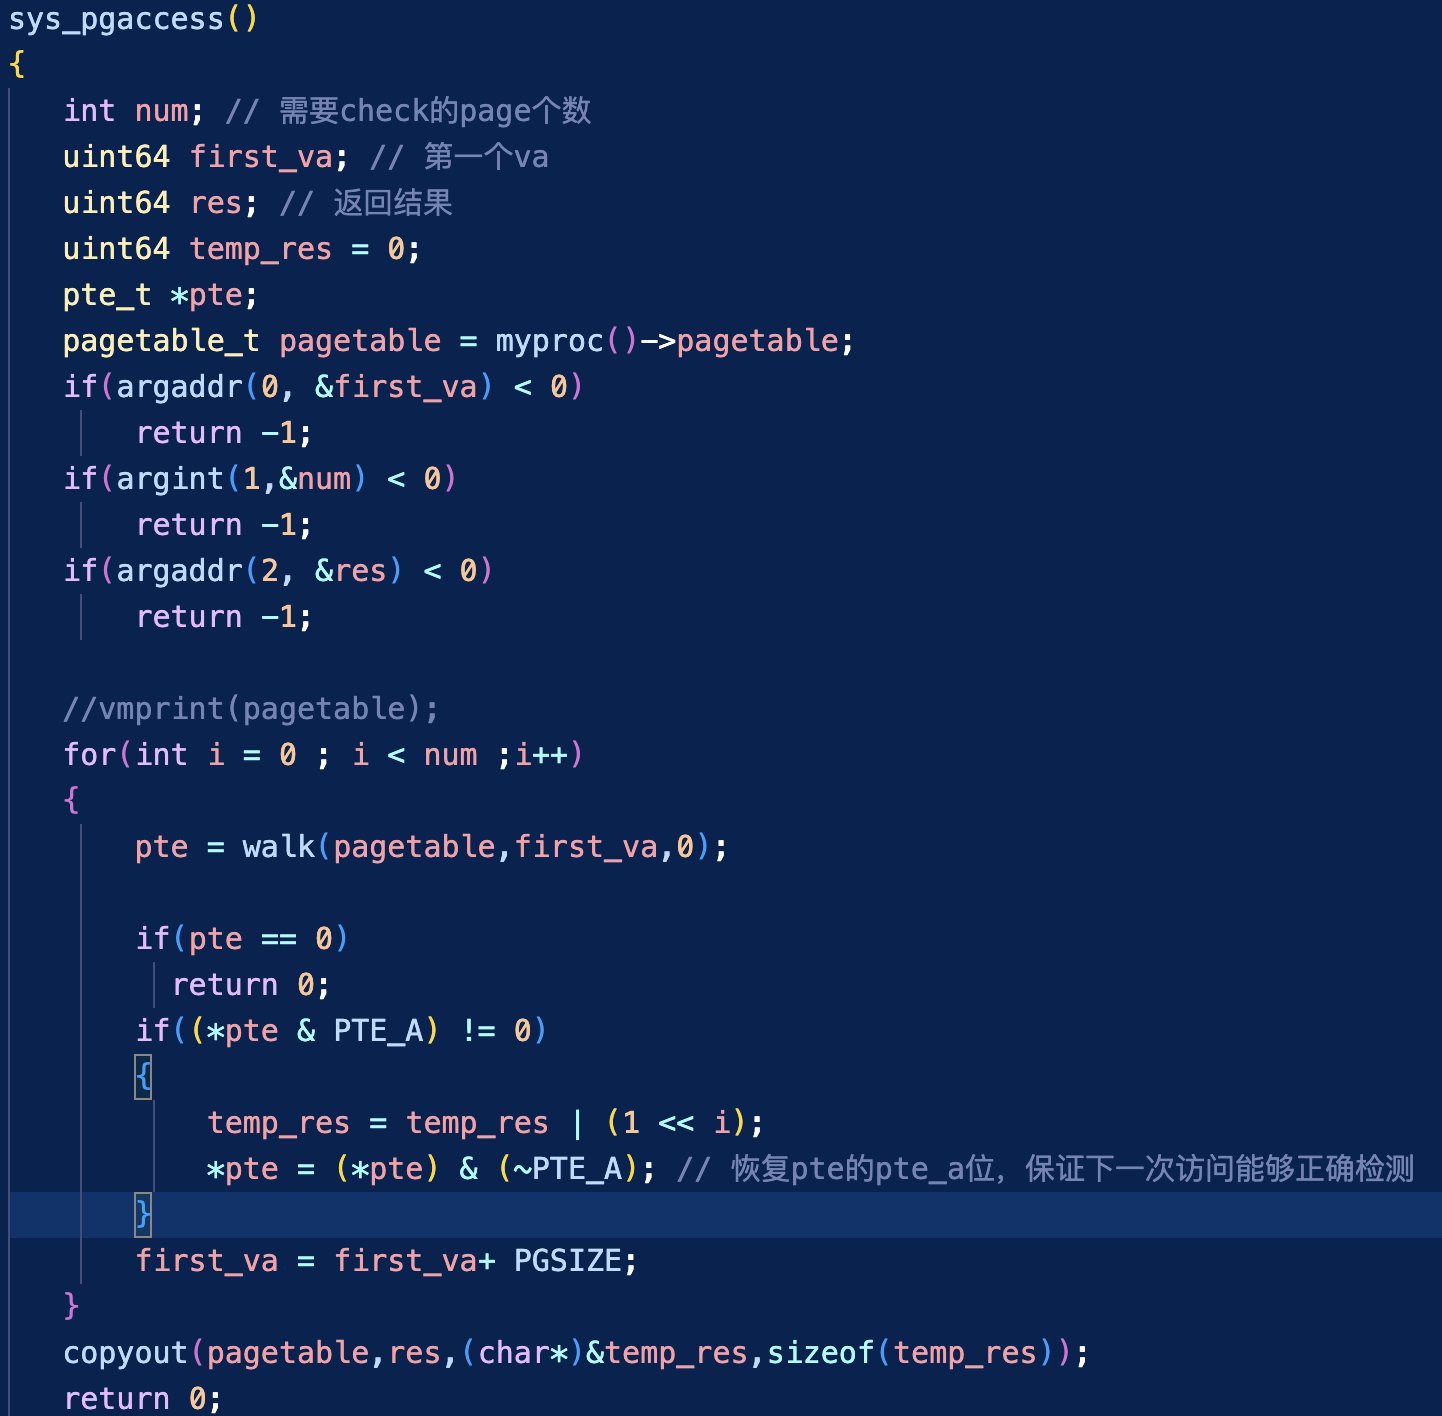 sys_pgaccess()
{
int num; // 需要check的page个数
uint64 first_va; // 第一个va
uint64 res; // 返回结果
uint64 temp_res = 0;
pte_t *pte;
pagetable_t pagetable = myproc()->pagetable;
if(argaddr(0, &first_va) < 0)
return -1;
if(argint(1,&num) < 0)
return -1;
if(argaddr(2, &res) < 0)
return -1;
//vmprint(pagetable);
for(int i = 0 ; i < num ;i++)
{
pte = walk(pagetable,first_va,0);
if(pte == 0)
return 0;
if((*pte & PTE_A) != 0)
{
temp_res = temp_res | (1 << i);
*pte = (*pte) & (~PTE_A); // 恢复pte的pte_a位，保证下一次访问能够正确检测
}
first_va = first_va+ PGSIZE;
}
copyout(pagetable,res,(char*)&temp_res,sizeof(temp_res));
return 0;